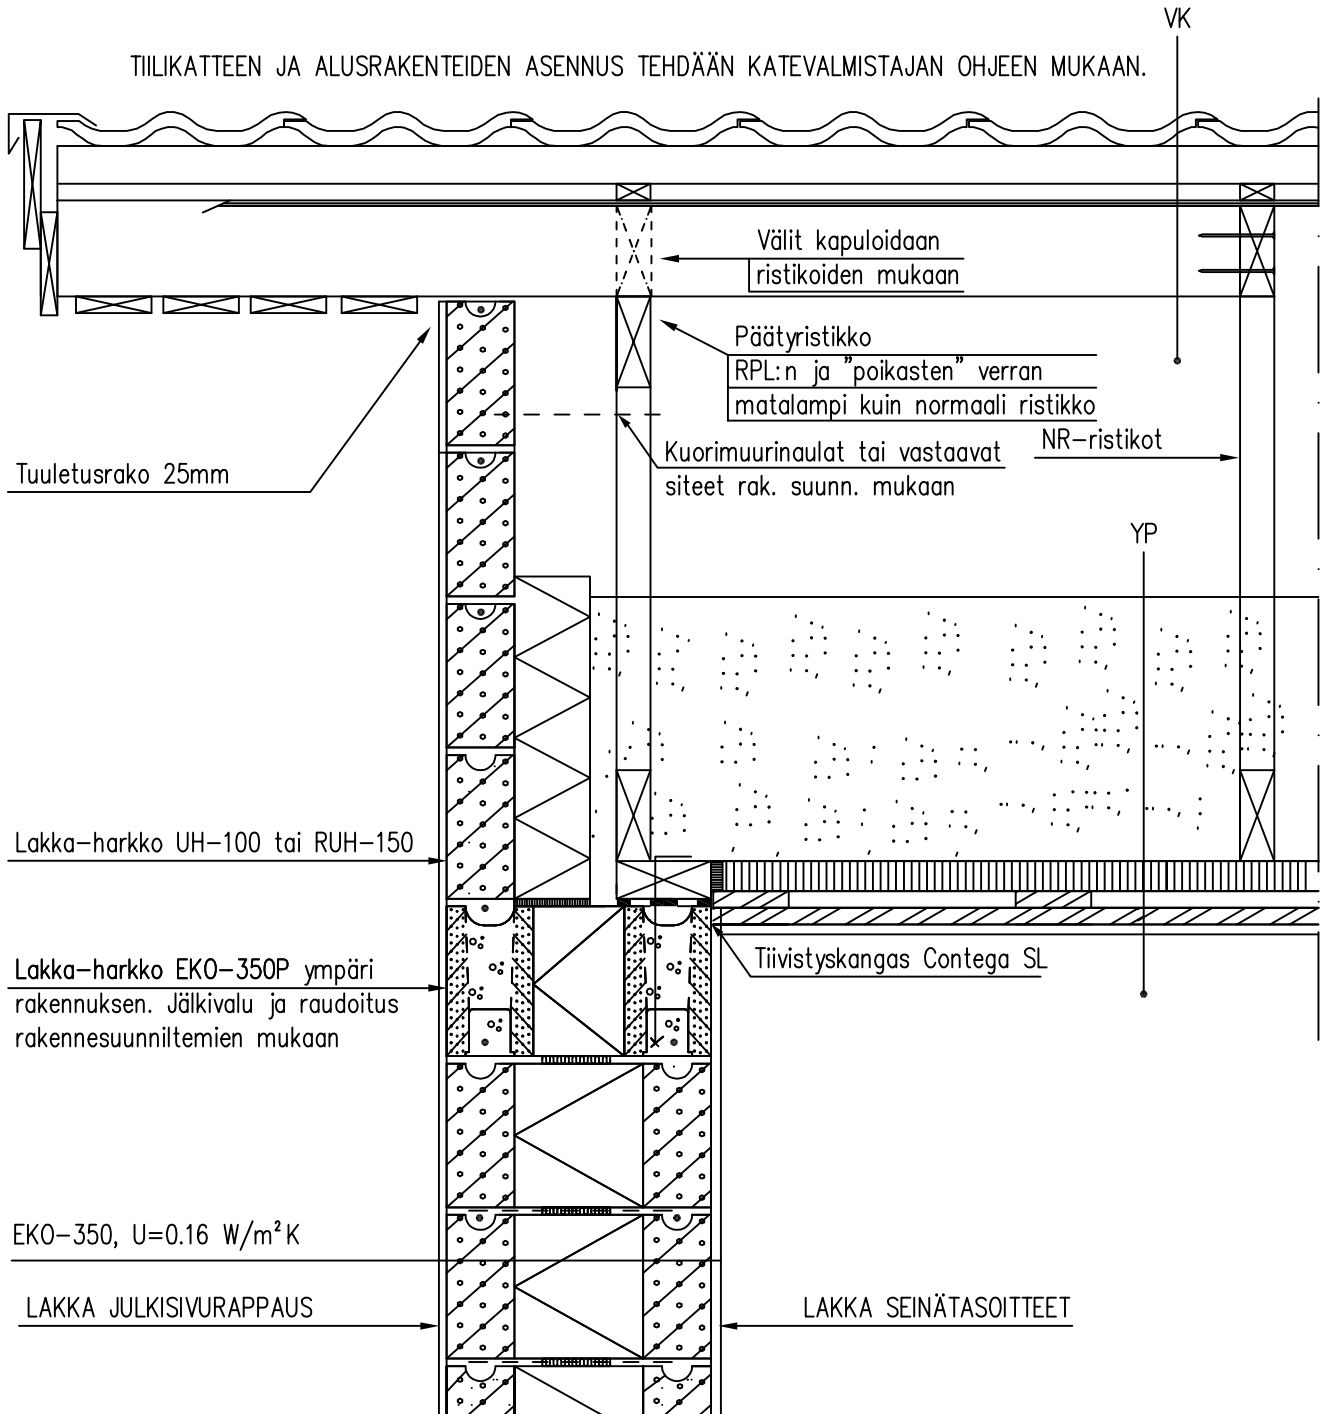 VK
TIILIKATTEEN JA ALUSRAKENTEIDEN ASENNUS TEHDÄÄN KATEVALMISTAJAN OHJEEN MUKAAN.
Välit kapuloidaan
ristikoiden mukaan
Päätyristikko
RPL:n ja "poikasten" verran
matalampi kuin normaali ristikko
Kuorimuurinaulat tai vastaavat
siteet rak. suunn. mukaan
NR-ristikot
Tuuletusrako 25mm
YP
Lakka-harkko UH-100 tai RUH-150
Tiivistyskangas Contega SL
Lakka-harkko EKO-350P ympäri
rakennuksen. Jälkivalu ja raudoitus
rakennesuunniltemien mukaan
EKO-350, U=0.16 W/m²K
LAKKA JULKISIVURAPPAUS
LAKKA SEINÄTASOITTEET